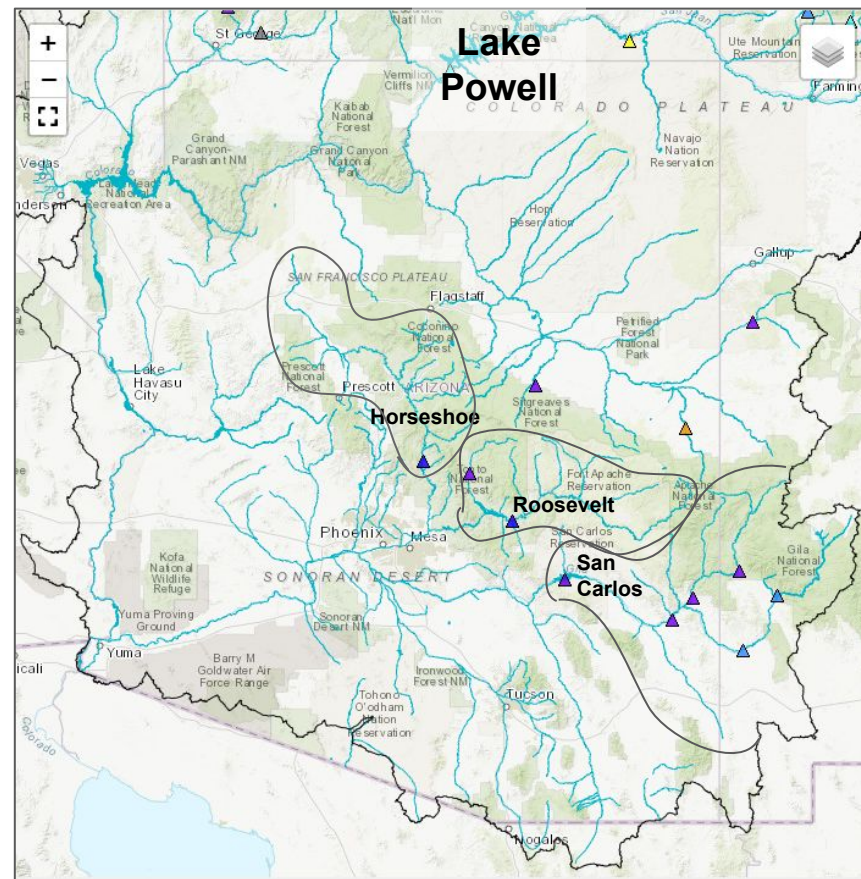 +
−
St George
Lake
Powell
Vermilion
Cliffs NM
Ute Mountain
Reservation
Farming
COLORADO PLATEAU
Kaibab
National
Forest
Grand
Canyon-
Parashant NM
Grand Canyon
National
Park
Navajo
Nation
Reservation
Vegas
Colorado
Lake Mead
National
Recreation Area
nderson
Hopi
Reservation
Gallup
SAN FRANCISCO PLATEAU
Flagstaff
Coconino
National
Forest
Petrified
Forest
National
Park
Lake
Havasu
City
Prescott
National
Forest
Prescott
ARIZONA
Sitgreaves
National
Forest
Horseshoe
Tonto
National
Forest
Fort Apache
Reservation
Apache
National
Forest
Roosevelt
Phoenix
Mesa
San Carlos
Reservation
San
Carlos
Gila
National
Forest
Kofa
National
Wildlife
Refuge
SONORAN DESERT
Yuma Proving
Ground
Sonoran
Desert NM
Yuma
icali
Barry M
Goldwater Air
Force Range
Ironwood
Forest NM
Tohono
O'odham
Nation
Reservation
Tucson
Colorado
Nogales